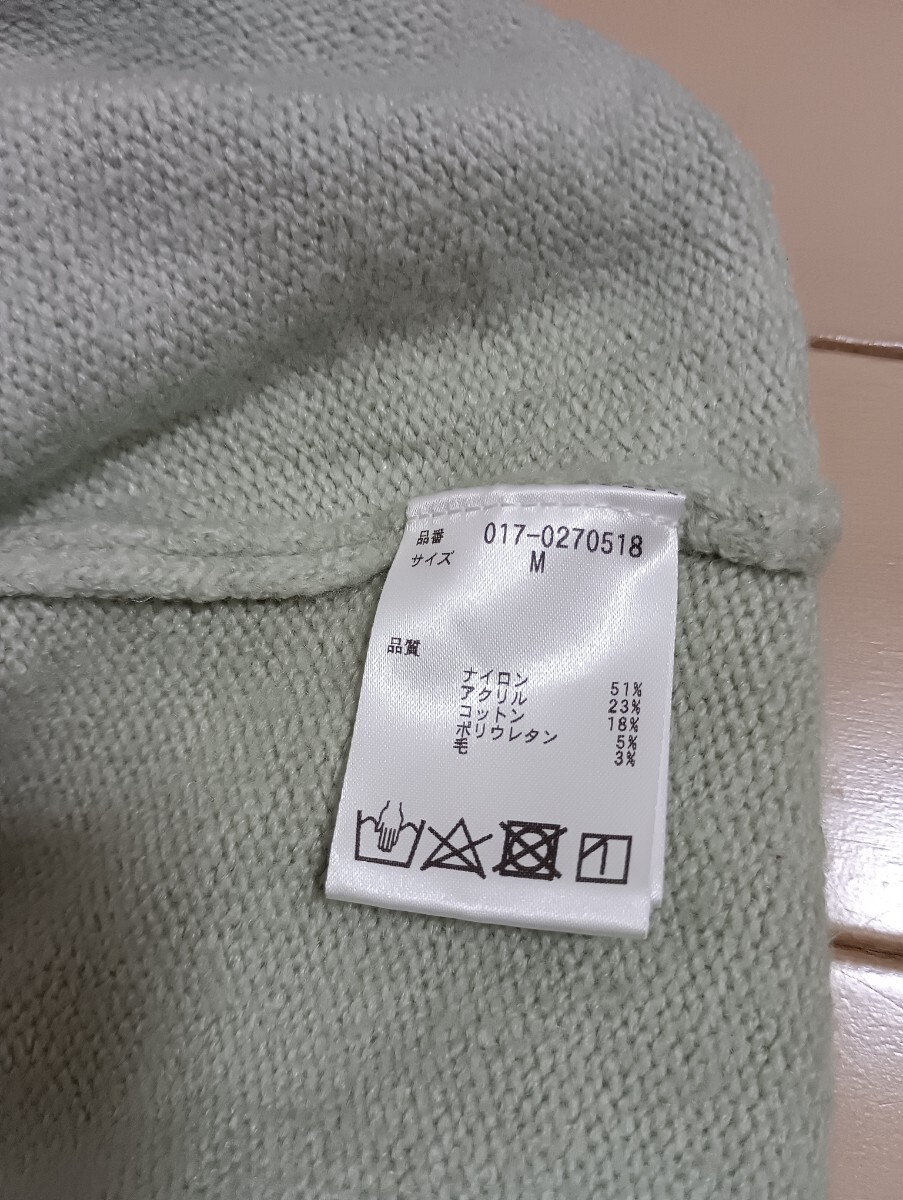 品番 017-0270518
サイズ M
品質
ナイロン 51%
アクリル 23%
コットン 18%
ポリウレタン 5%
毛 3%